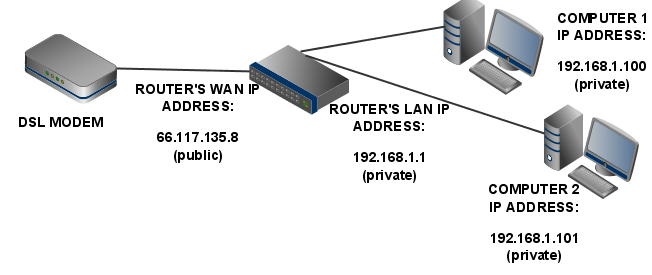 DSL MODEM
ROUTER'S WAN IP
ADDRESS:
66.117.135.8
(public)
ROUTER'S LAN IP
ADDRESS:
192.168.1.1
(private)
COMPUTER 1
IP ADDRESS:
192.168.1.100
(private)
COMPUTER 2
IP ADDRESS:
192.168.1.101
(private)